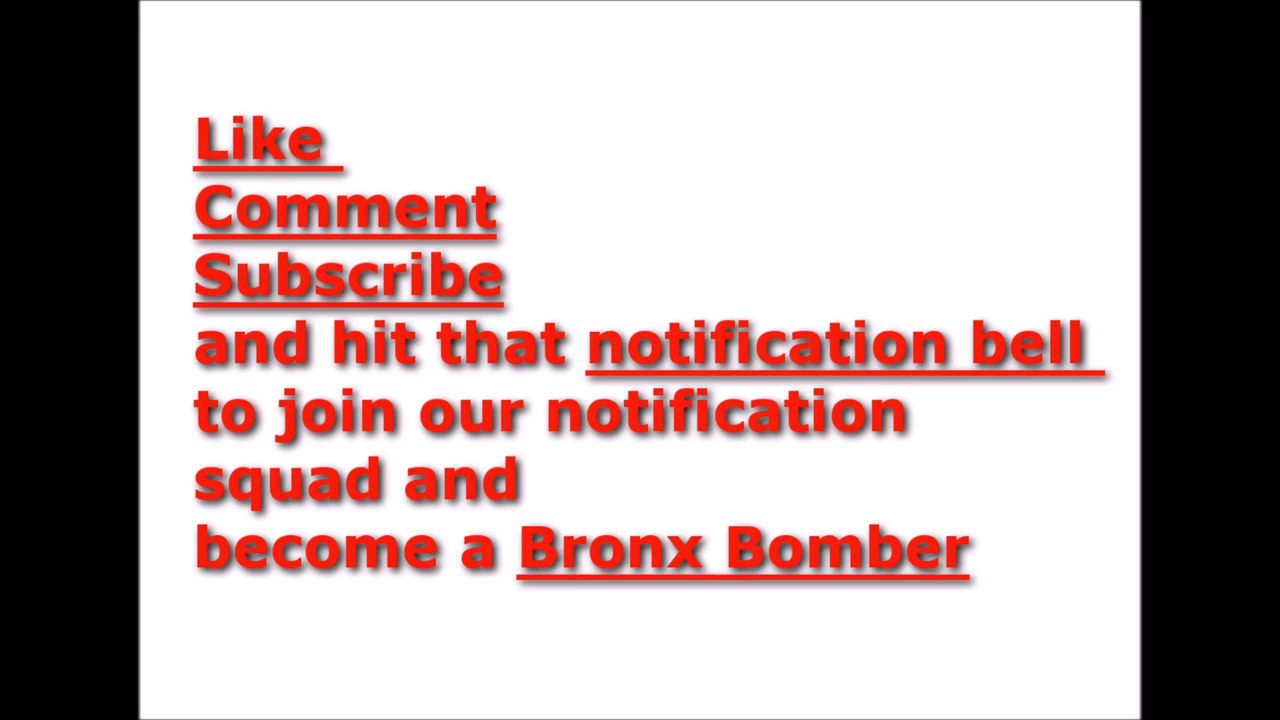 Like
Comment
Subscribe
and hit that notification bell
to join our notification
squad and
become a Bronx Bomber